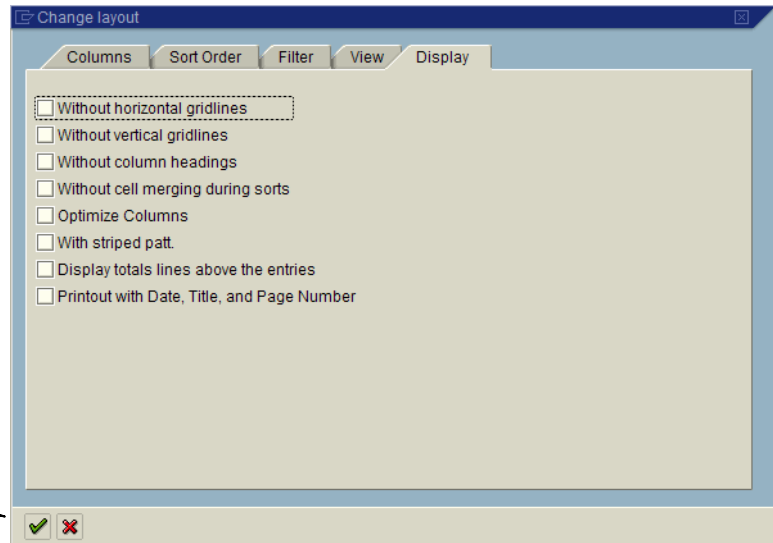 Change layout
Columns Sort Order Filter View Display
Without horizontal gridlines
Without vertical gridlines
Without column headings
Without cell merging during sorts
Optimize Columns
With striped patt.
Display totals lines above the entries
Printout with Date, Title, and Page Number